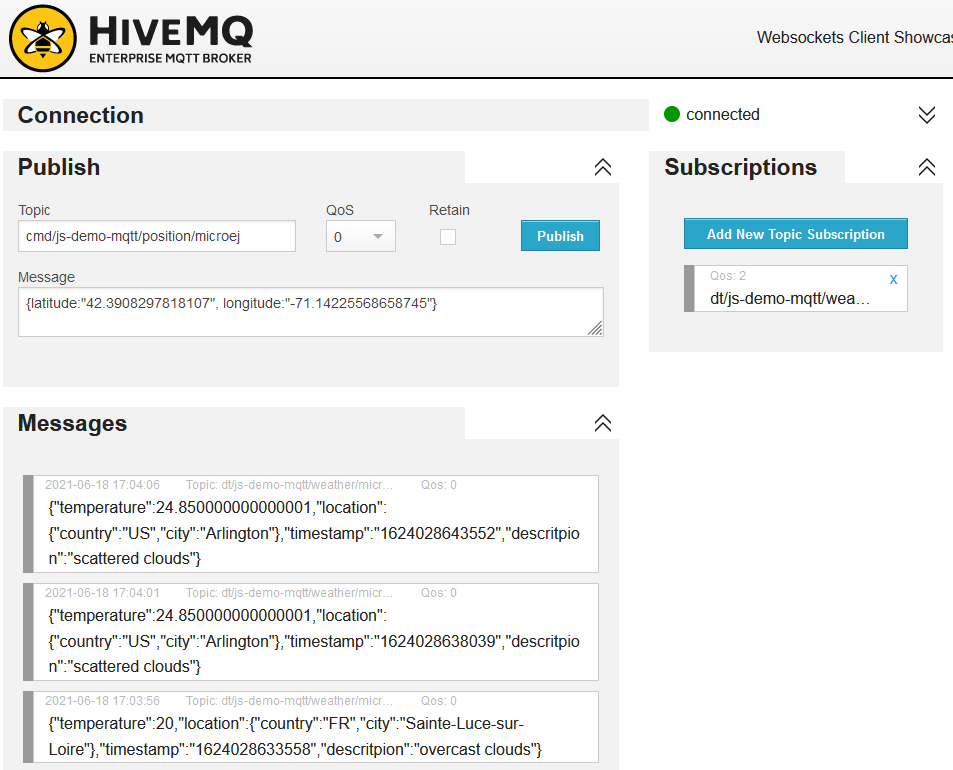 HIVEMQ
ENTERPRISE MQTT BROKER
Websockets Client Showcas
Connection
connected
Publish
Subscriptions
Topic
QoS
Retain
cmd/js-demo-mqtt/position/microej
0
Publish
Add New Topic Subscription
Message
{latitude:"42.3908297818107", longitude:"-71.14225568658745"}
Qos: 2
x
dt/js-demo-mqtt/wea…
Messages
2021-06-18 17:04:06 Topic: dt/js-demo-mqtt/weather/micr... Qos: 0
{"temperature":24.850000000000001,"location":
{"country":"US","city":"Arlington"},"timestamp":"1624028643552","descritpio
n":"scattered clouds"}
2021-06-18 17:04:01 Topic: dt/js-demo-mqtt/weather/micr... Qos: 0
{"temperature":24.850000000000001,"location":
{"country":"US","city":"Arlington"},"timestamp":"1624028638039","descritpio
n":"scattered clouds"}
2021-06-18 17:03:56 Topic: dt/js-demo-mqtt/weather/micr... Qos: 0
{"temperature":20,"location":{"country":"FR","city":"Sainte-Luce-sur-
Loire"},"timestamp":"1624028633558","descritpion":"overcast clouds"}